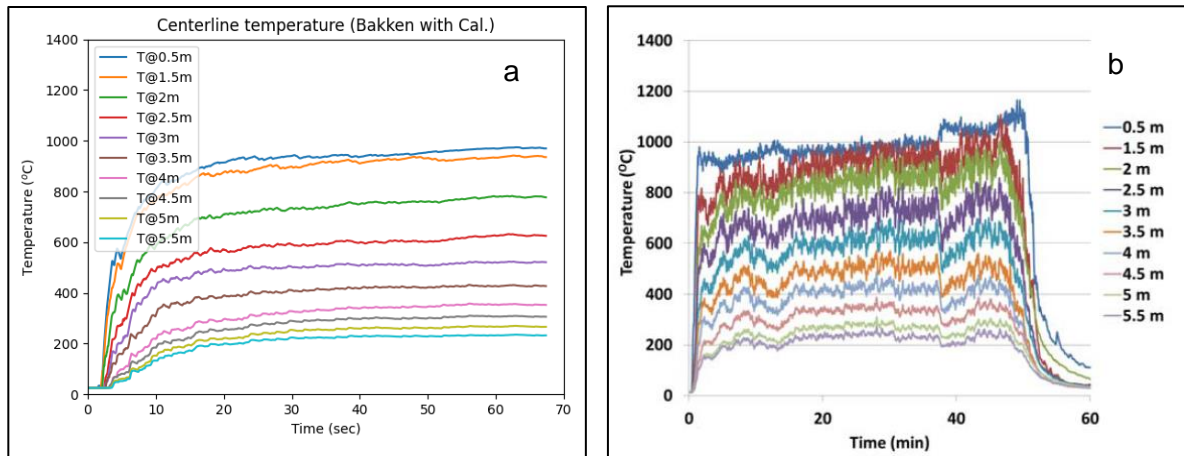 Centerline temperature (Bakken with Cal.)
a
1400
1200
1000
800
600
400
200
0
Temperature (⁰C)
T@0.5m
T@1.5m
T@2m
T@2.5m
T@3m
T@3.5m
T@4m
T@4.5m
T@5m
T@5.5m
0 10 20 30 40 50 60 70
Time (sec)
b
1400
1200
1000
800
600
400
200
0
Temperature (⁰C)
0.5 m
1.5 m
2 m
2.5 m
3 m
3.5 m
4 m
4.5 m
5 m
5.5 m
0 20 40 60
Time (min)